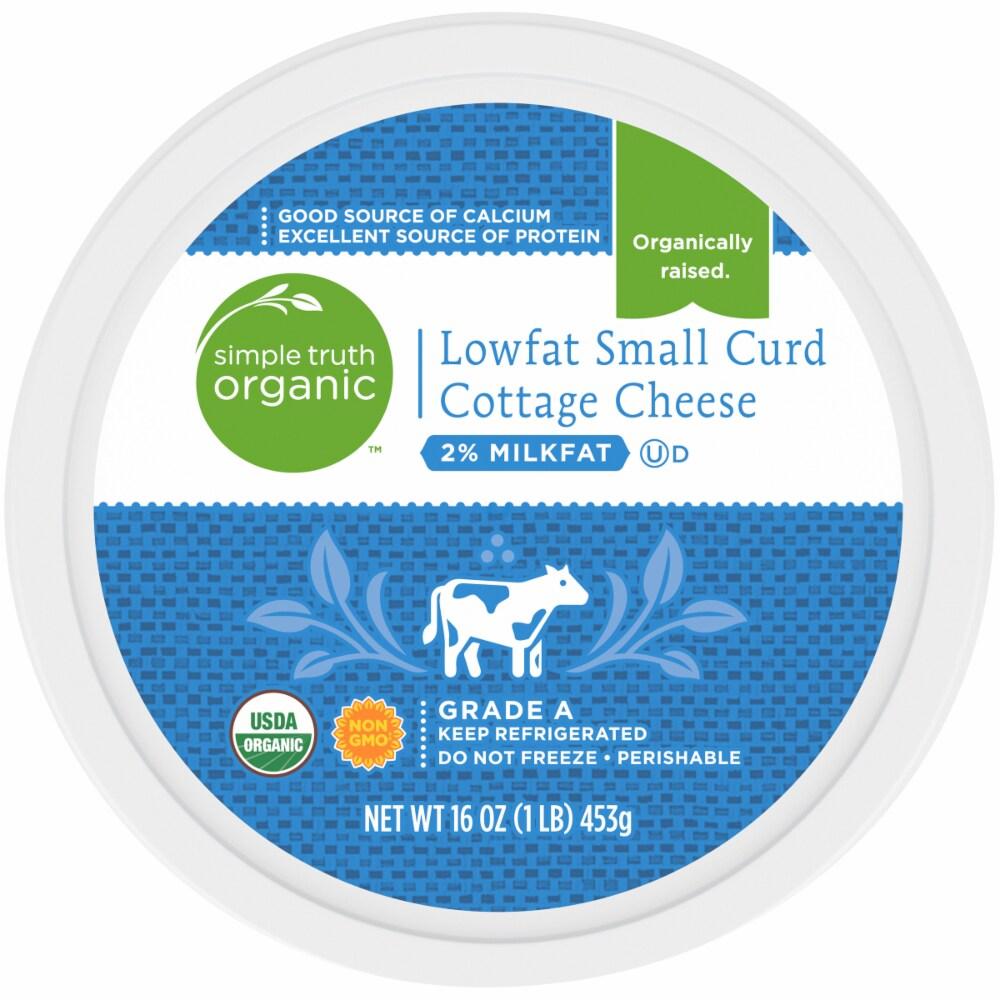 GOOD SOURCE OF CALCIUM
EXCELLENT SOURCE OF PROTEIN
Organically
raised.
simple truth
organic
™
Lowfat Small Curd
Cottage Cheese
2% MILKFAT Ⓤ D
USDA
ORGANIC
NON
GMO
GRADE A
KEEP REFRIGERATED
DO NOT FREEZE • PERISHABLE
NET WT 16 OZ (1 LB) 453g